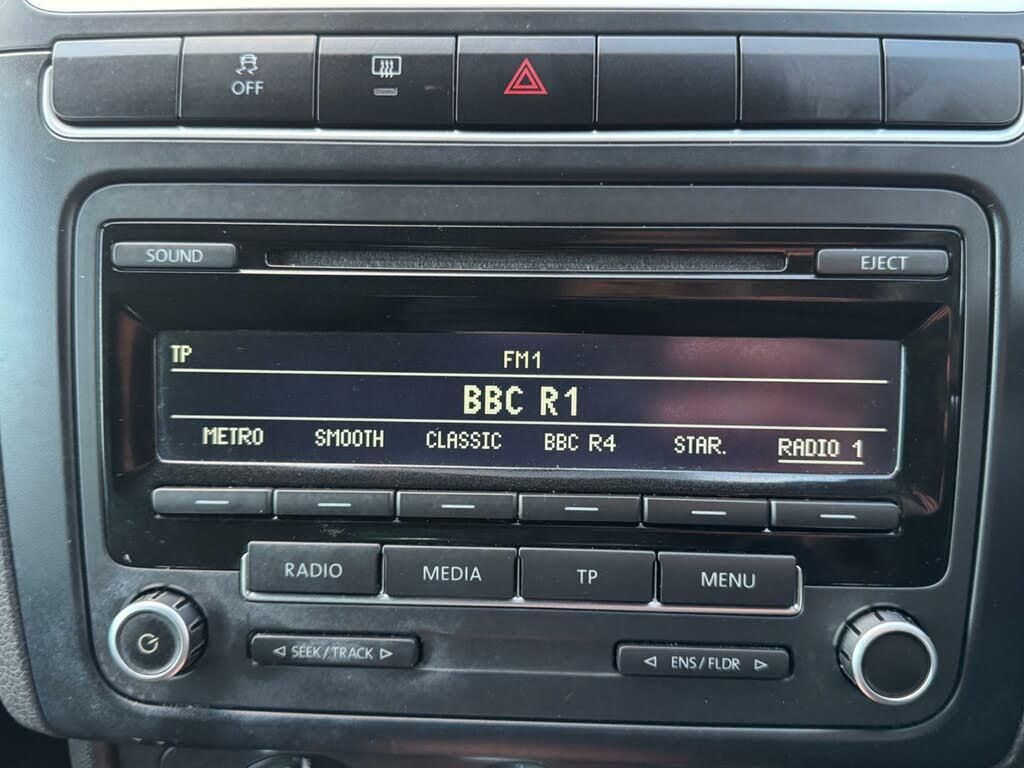 OFF
SOUND
EJECT
TP FM1
BBC R1
METRO SMOOTH CLASSIC BBC R4 STAR. RADIO 1
RADIO MEDIA TP MENU
SEEK/TRACK
ENS/FLDR